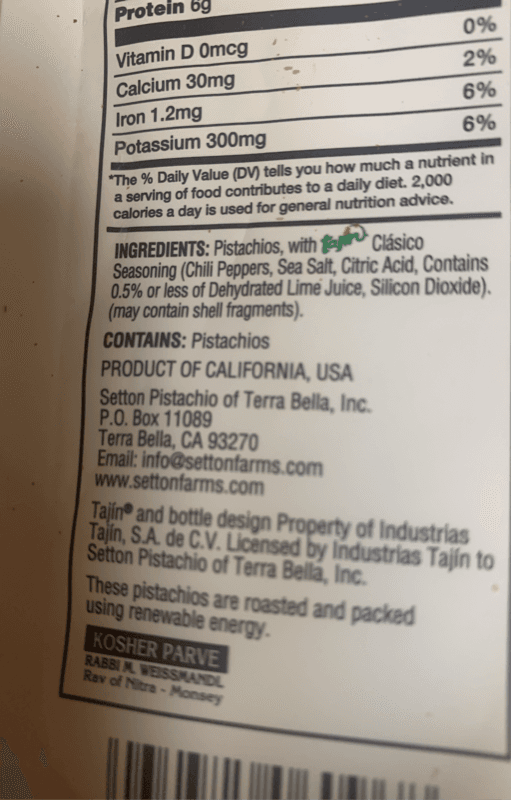 Protein 6g
0%
Vitamin D 0mcg
2%
Calcium 30mg
6%
Iron 1.2mg
6%
Potassium 300mg
*The % Daily Value (DV) tells you how much a nutrient in
a serving of food contributes to a daily diet. 2,000
calories a day is used for general nutrition advice.
INGREDIENTS: Pistachios, with Tajín Clásico
Seasoning (Chili Peppers, Sea Salt, Citric Acid, Contains
0.5% or less of Dehydrated Lime Juice, Silicon Dioxide).
(may contain shell fragments).
CONTAINS: Pistachios
PRODUCT OF CALIFORNIA, USA
Setton Pistachio of Terra Bella, Inc.
P.O. Box 11089
Terra Bella, CA 93270
Email: info@settonfarms.com
www.settonfarms.com
Tajín® and bottle design Property of Industrias
Tajín, S.A. de C.V. Licensed by Industrias Tajín to
Setton Pistachio of Terra Bella, Inc.
These pistachios are roasted and packed
using renewable energy.
KOSHER PARVE
RABBI M. WEISSMANDL
Rav of Nitra - Monsey